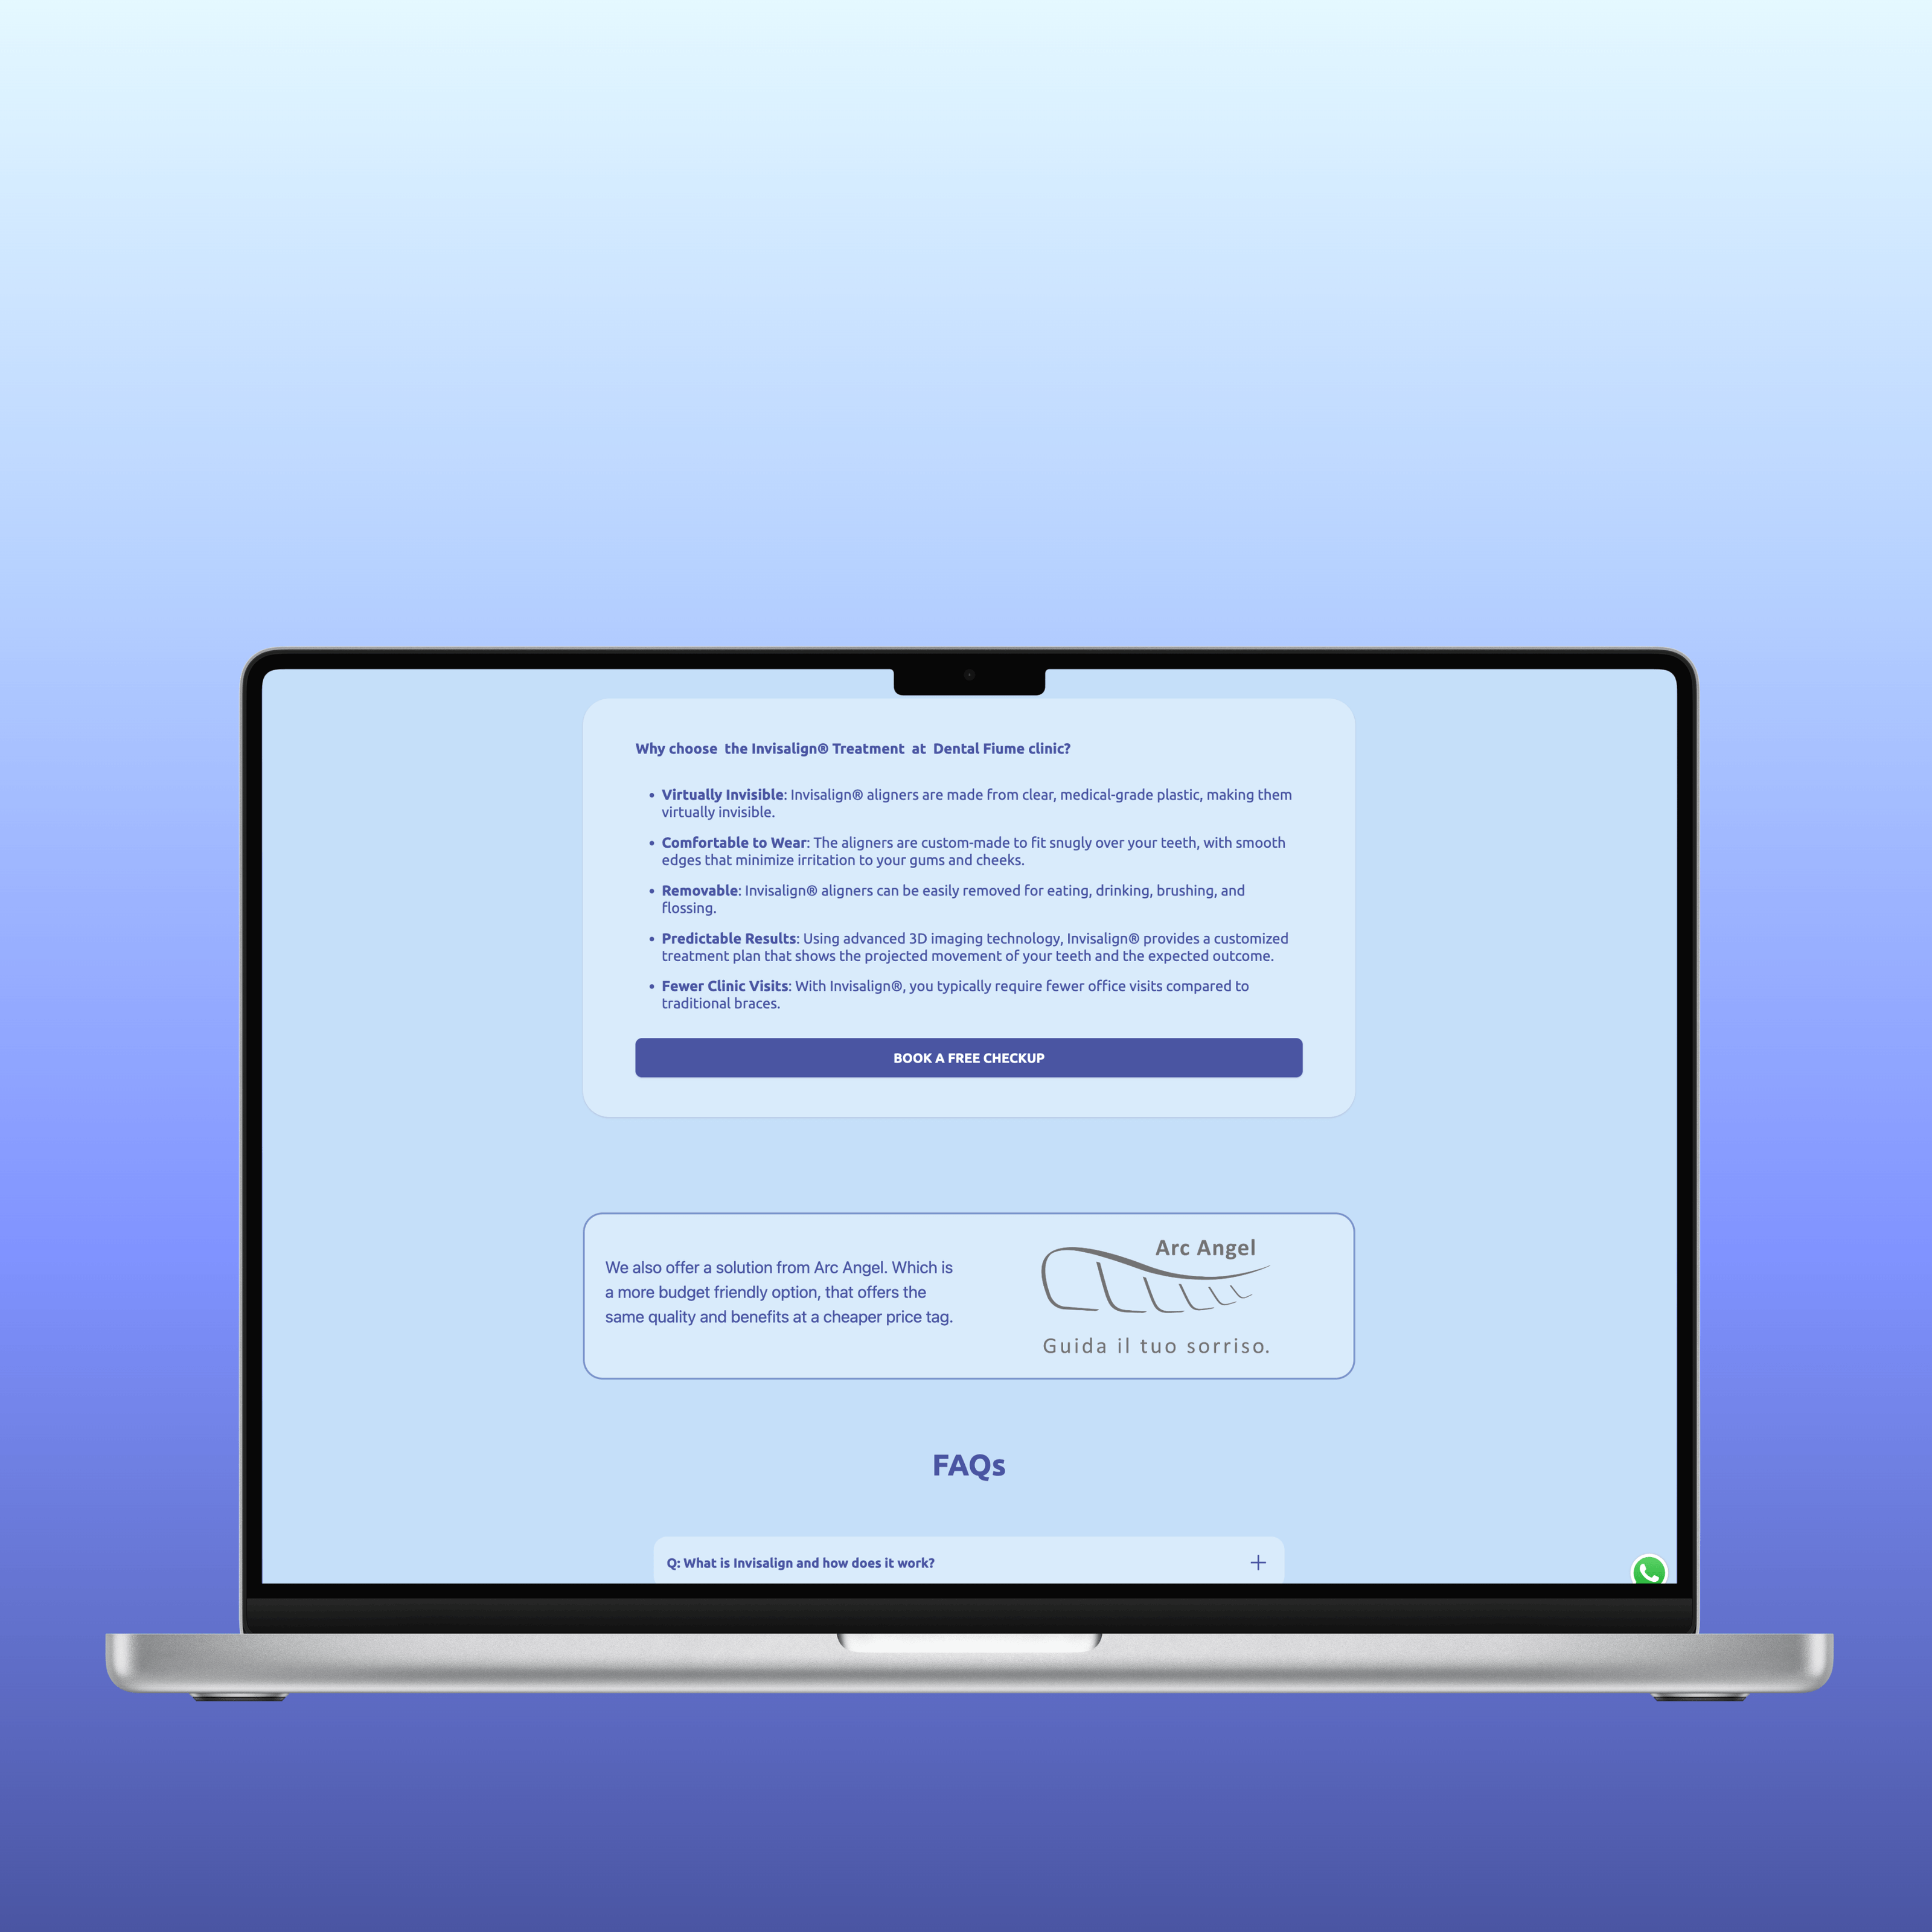 Why choose  the Invisalign® Treatment  at  Dental Fiume clinic?
• Virtually Invisible: Invisalign® aligners are made from clear, medical-grade plastic, making them
virtually invisible.
• Comfortable to Wear: The aligners are custom-made to fit snugly over your teeth, with smooth
edges that minimize irritation to your gums and cheeks.
• Removable: Invisalign® aligners can be easily removed for eating, drinking, brushing, and
flossing.
• Predictable Results: Using advanced 3D imaging technology, Invisalign® provides a customized
treatment plan that shows the projected movement of your teeth and the expected outcome.
• Fewer Clinic Visits: With Invisalign®, you typically require fewer office visits compared to
traditional braces.
BOOK A FREE CHECKUP
We also offer a solution from Arc Angel. Which is
a more budget friendly option, that offers the
same quality and benefits at a cheaper price tag.
Arc Angel
Guida il tuo sorriso.
FAQs
Q: What is Invisalign and how does it work?